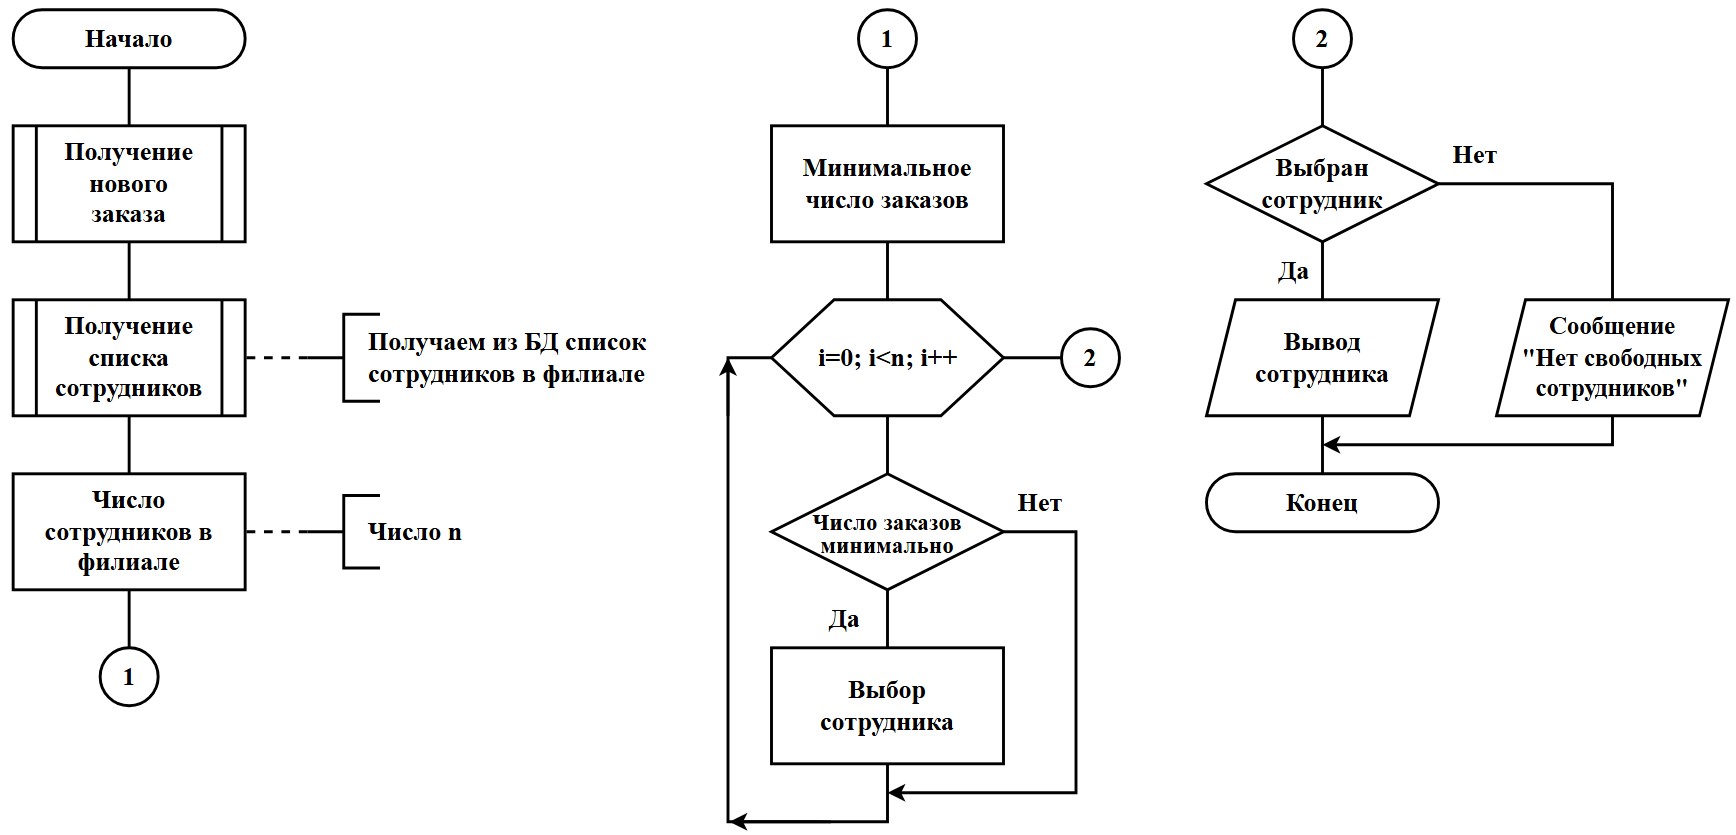 Начало
Получение
нового
заказа
Получение
списка
сотрудников
Получаем из БД список
сотрудников в филиале
Число
сотрудников в
филиале
Число n
1
1
Минимальное
число заказов
i=0; i<n; i++
2
Число заказов
минимально
Нет
Да
Выбор
сотрудника
2
Выбран
сотрудник
Нет
Да
Вывод
сотрудника
Сообщение
"Нет свободных
сотрудников"
Конец